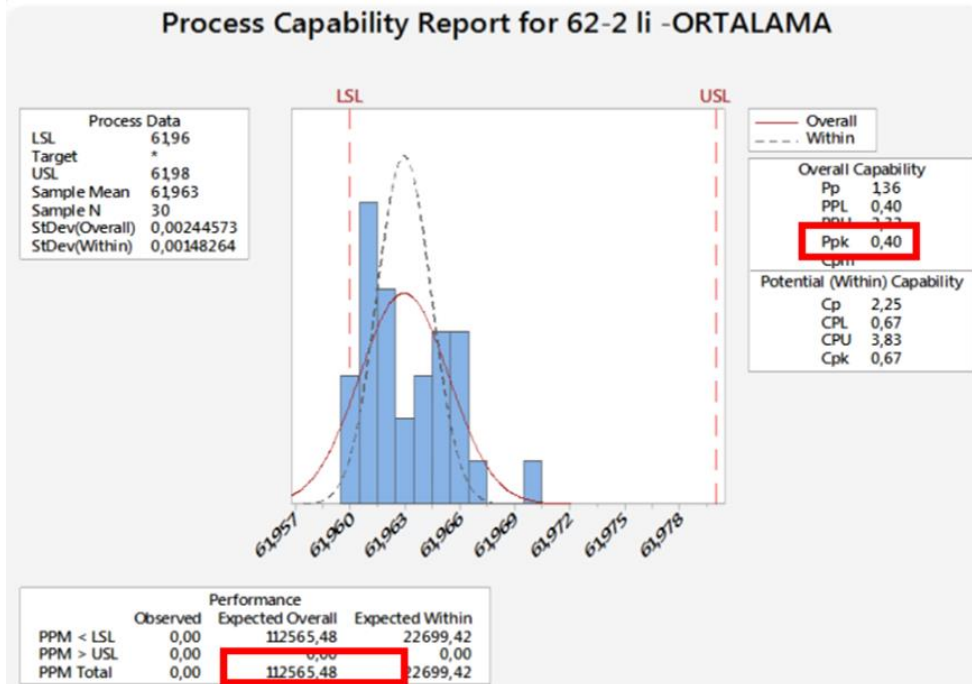 Process Capability Report for 62-2 li -ORTALAMA
LSL
USL
Process Data
LSL 61,96
Target *
USL 61,98
Sample Mean 61,963
Sample N 30
StDev(Overall) 0,00244573
StDev(Within) 0,00148264
Overall
Within
Overall Capability
Pp 1,36
PPL 0,40
Ppk 0,40
Cpm
Potential (Within) Capability
Cp 2,25
CPL 0,67
CPU 3,83
Cpk 0,67
61,957 61,960 61,963 61,966 61,969 61,972 61,975 61,978
Performance
Observed Expected Overall Expected Within
PPM < LSL 0,00 112565,48 22699,42
PPM > USL 0,00 0,00 0,00
PPM Total 0,00 112565,48 22699,42